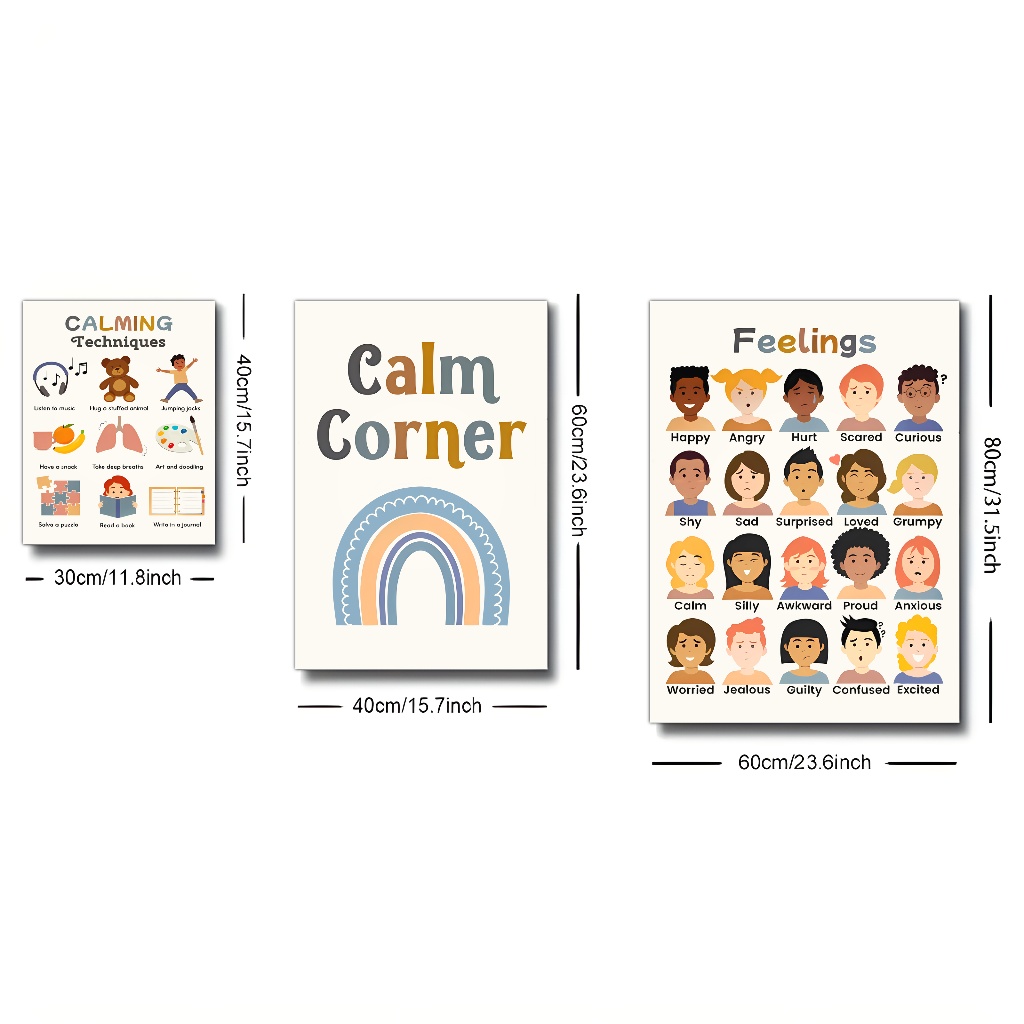 CALMING
Techniques
Listen to music Hug a stuffed animal Jumping jacks
Have a snack Take deep breaths Art and doodling
Solve a puzzle Read a book Write in a journal
40cm/15.7inch
30cm/11.8inch
Calm
Corner
60cm/23.6inch
40cm/15.7inch
Feelings
?
Happy Angry Hurt Scared Curious
Shy Sad Surprised Loved Grumpy
Calm Silly Awkward Proud Anxious
? ?
Worried Jealous Guilty Confused Excited
80cm/31.5inch
60cm/23.6inch